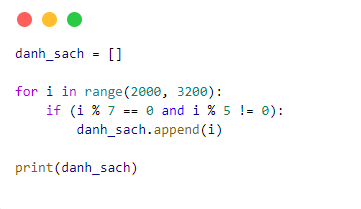 danh_sach = []
for i in range(2000, 3200):
    if (i % 7 == 0 and i % 5 != 0):
        danh_sach.append(i)
print(danh_sach)